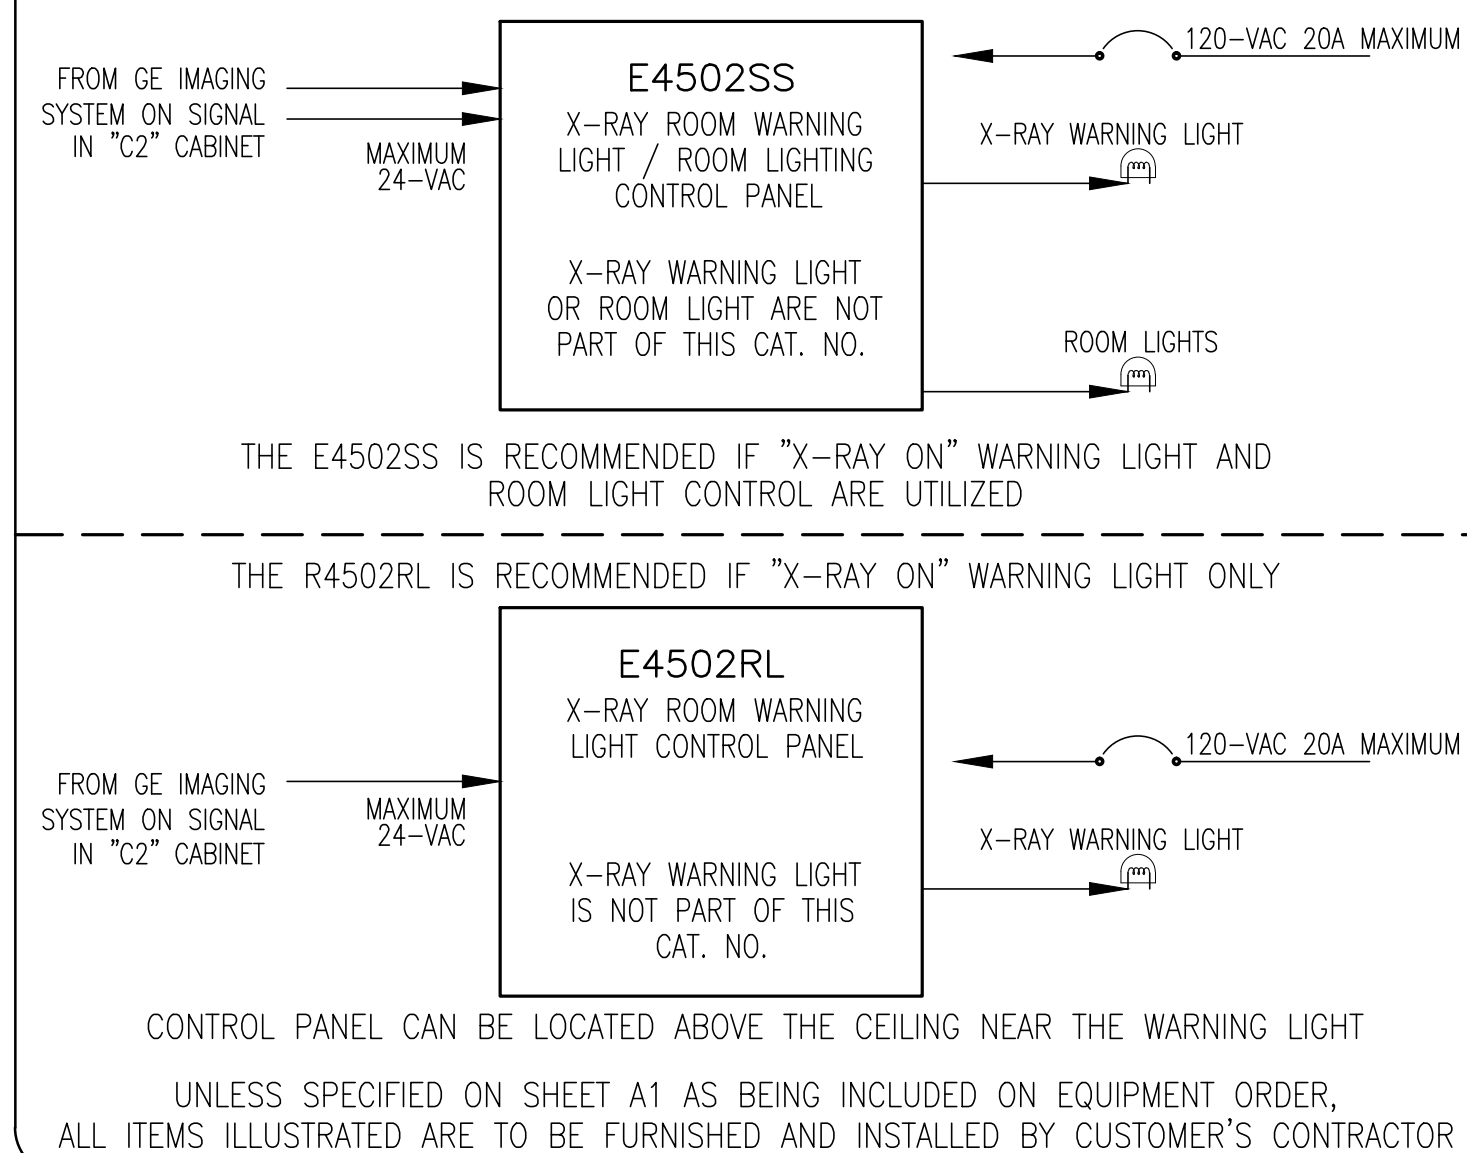 FROM GE IMAGING
SYSTEM ON SIGNAL
IN "C2" CABINET
MAXIMUM
24-VAC
E4502SS
X-RAY ROOM WARNING
LIGHT / ROOM LIGHTING
CONTROL PANEL
X-RAY WARNING LIGHT
OR ROOM LIGHT ARE NOT
PART OF THIS CAT. NO.
120-VAC 20A MAXIMUM
X-RAY WARNING LIGHT
ROOM LIGHTS
THE E4502SS IS RECOMMENDED IF "X-RAY ON" WARNING LIGHT AND
ROOM LIGHT CONTROL ARE UTILIZED
THE R4502RL IS RECOMMENDED IF "X-RAY ON" WARNING LIGHT ONLY
FROM GE IMAGING
SYSTEM ON SIGNAL
IN "C2" CABINET
MAXIMUM
24-VAC
E4502RL
X-RAY ROOM WARNING
LIGHT CONTROL PANEL
X-RAY WARNING LIGHT
IS NOT PART OF THIS
CAT. NO.
120-VAC 20A MAXIMUM
X-RAY WARNING LIGHT
CONTROL PANEL CAN BE LOCATED ABOVE THE CEILING NEAR THE WARNING LIGHT
UNLESS SPECIFIED ON SHEET A1 AS BEING INCLUDED ON EQUIPMENT ORDER,
ALL ITEMS ILLUSTRATED ARE TO BE FURNISHED AND INSTALLED BY CUSTOMER'S CONTRACTOR